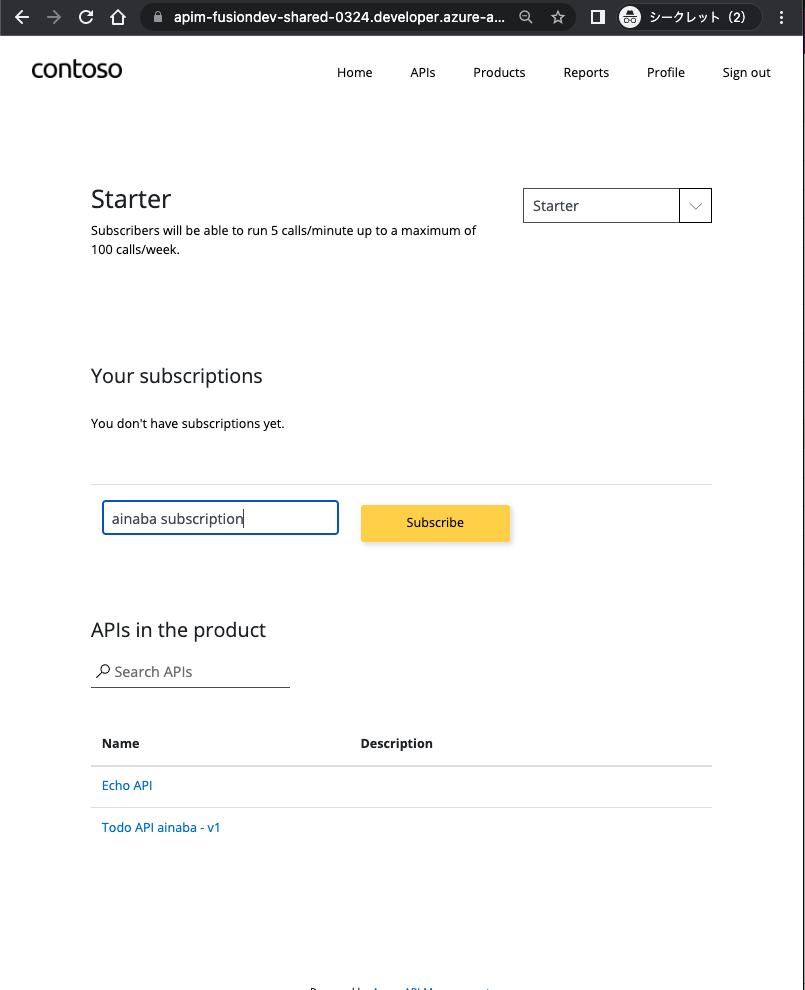 apim-fusiondev-shared-0324.developer.azure-a...
シークレット (2)
contoso
Home APIs Products Reports Profile Sign out
Starter
Starter
Subscribers will be able to run 5 calls/minute up to a maximum of
100 calls/week.
Your subscriptions
You don't have subscriptions yet.
ainaba subscription
Subscribe
APIs in the product
Search APIs
Name Description
Echo API
Todo API ainaba - v1